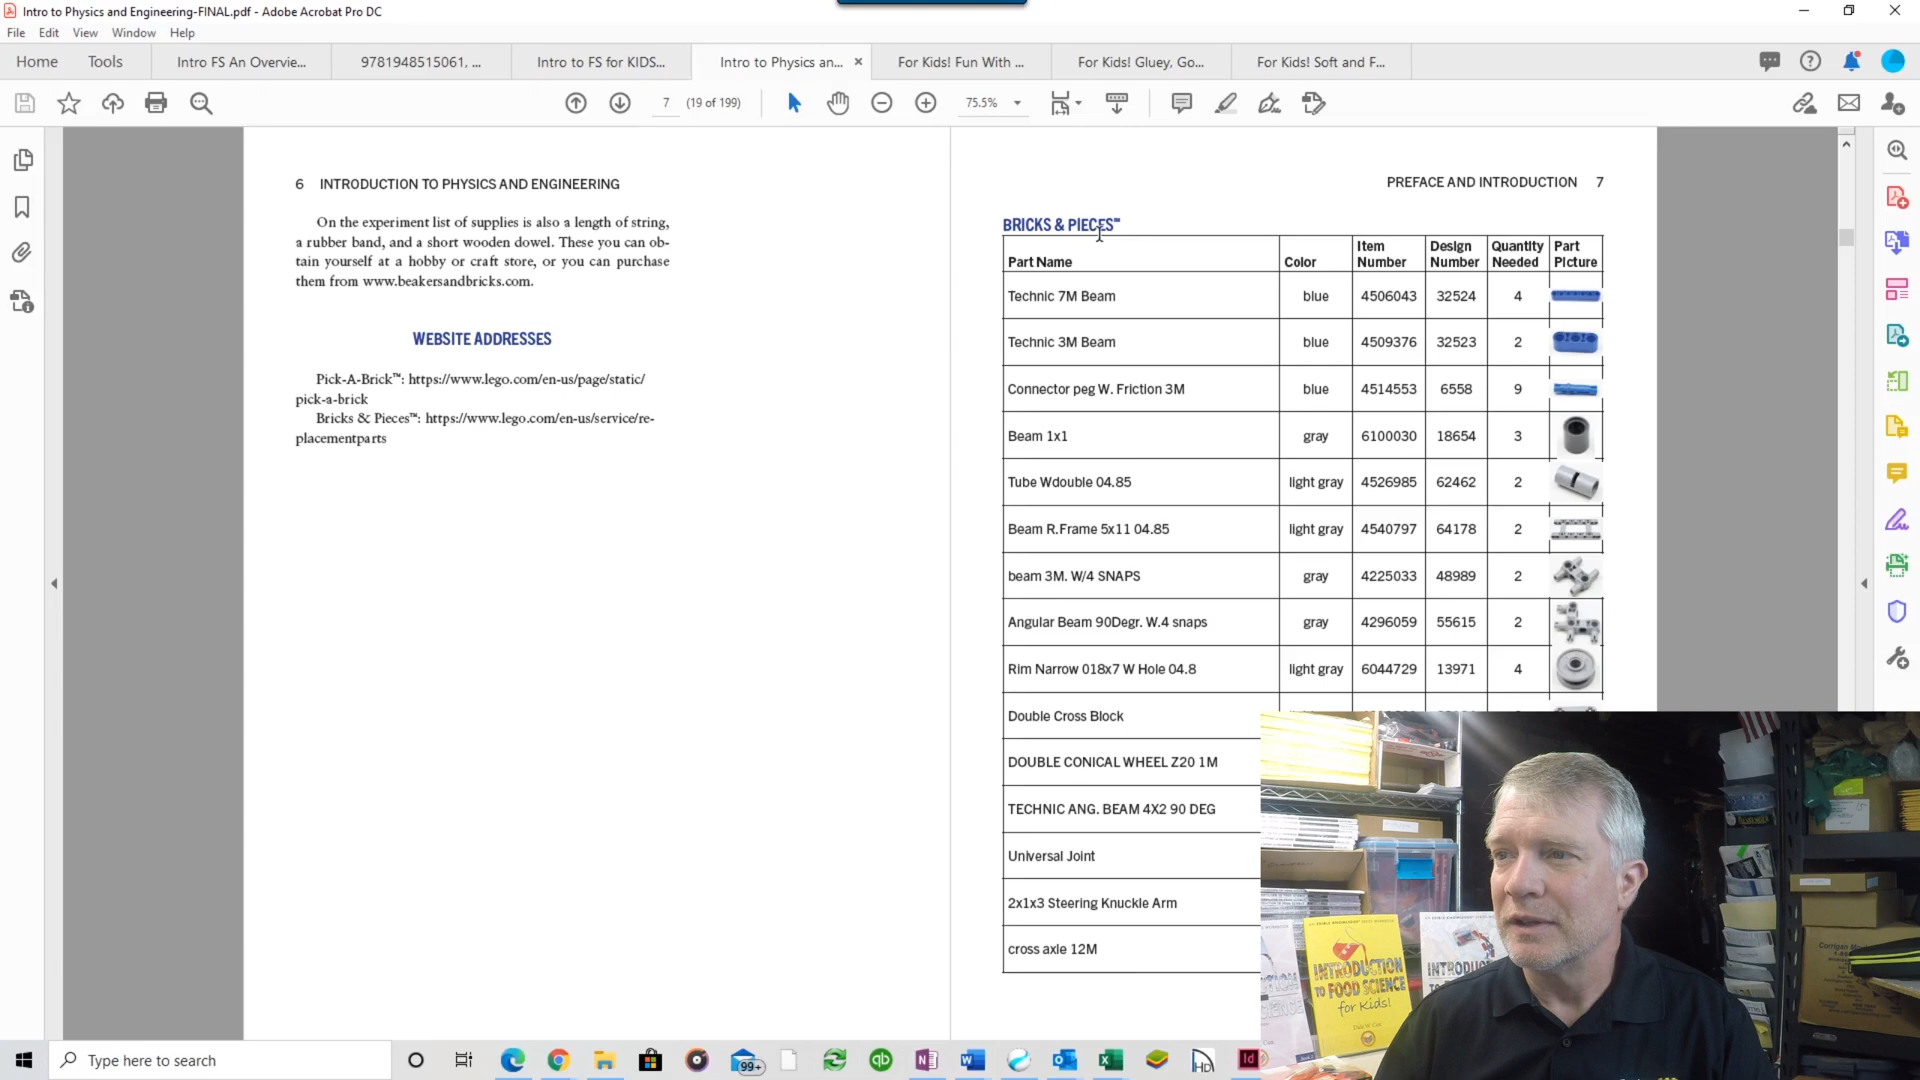 Intro to Physics and Engineering-FINAL.pdf - Adobe Acrobat Pro DC
File Edit View Window Help
Home Tools Intro FS An Overvie... 9781948515061, ... Intro to FS for KIDS... Intro to Physics an... × For Kids! Fun With ... For Kids! Gluey, Go... For Kids! Soft and F...
7 (19 of 199) 75.5%
6 INTRODUCTION TO PHYSICS AND ENGINEERING
On the experiment list of supplies is also a length of string,
a rubber band, and a short wooden dowel. These you can ob-
tain yourself at a hobby or craft store, or you can purchase
them from www.beakersandbricks.com.
WEBSITE ADDRESSES
Pick-A-Brick™: https://www.lego.com/en-us/page/static/
pick-a-brick
Bricks & Pieces™: https://www.lego.com/en-us/service/re-
placementparts
PREFACE AND INTRODUCTION 7
BRICKS & PIECES™
Part Name Color Item Number Design Number Quantity Needed Part Picture
Technic 7M Beam blue 4506043 32524 4
Technic 3M Beam blue 4509376 32523 2
Connector peg W. Friction 3M blue 4514553 6558 9
Beam 1x1 gray 6100030 18654 3
Tube Wdouble 04.85 light gray 4526985 62462 2
Beam R.Frame 5x11 04.85 light gray 4540797 64178 2
beam 3M. W/4 SNAPS gray 4225033 48989 2
Angular Beam 90Degr. W.4 snaps gray 4296059 55615 2
Rim Narrow 018x7 W Hole 04.8 light gray 6044729 13971 4
Double Cross Block
DOUBLE CONICAL WHEEL Z20 1M
TECHNIC ANG. BEAM 4X2 90 DEG
Universal Joint
2x1x3 Steering Knuckle Arm
cross axle 12M
INTRODUCTION
TO FOOD SCIENCE
for Kids!
Type here to search
99+